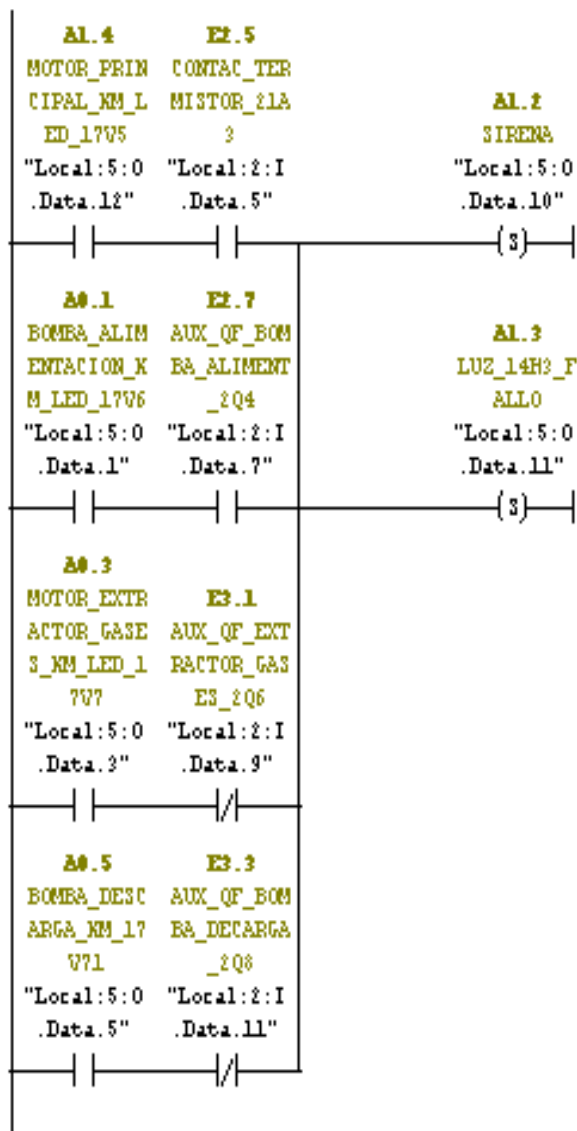 A1.4
MOTOR_PRIN
CIPAL_KM_L
ED_17V5
"Local:5:O
.Data.12"
E2.5
CONTAC_TER
MISTOR_21A
3
"Local:2:I
.Data.5"
A1.2
SIRENA
"Local:5:O
.Data.10"
S
A0.1
BOMBA_ALIM
ENTACION_K
M_LED_17V6
"Local:5:O
.Data.1"
E2.7
AUX_QF_BOM
BA_ALIMENT
_2Q4
"Local:2:I
.Data.7"
A1.3
LUZ_14H3_F
ALLO
"Local:5:O
.Data.11"
S
A0.3
MOTOR_EXTR
ACTOR_GASE
S_KM_LED_1
7V7
"Local:5:O
.Data.3"
E3.1
AUX_QF_EXT
RACTOR_GAS
ES_2Q6
"Local:2:I
.Data.9"
A0.5
BOMBA_DESC
ARGA_KM_17
V71
"Local:5:O
.Data.5"
E3.3
AUX_QF_BOM
BA_DECARGA
_2Q8
"Local:2:I
.Data.11"